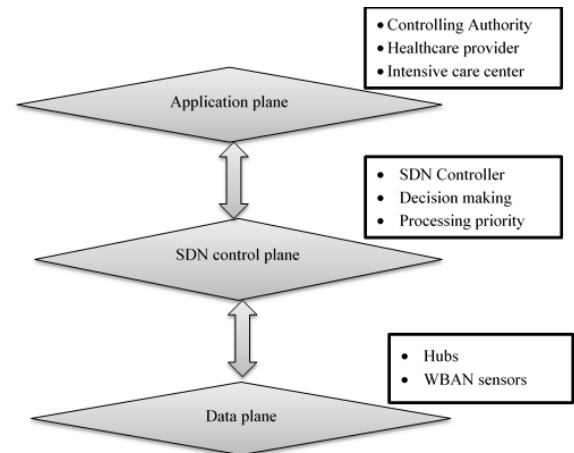 • Controlling Authority
• Healthcare provider
• Intensive care center
Application plane
• SDN Controller
• Decision making
• Processing priority
SDN control plane
• Hubs
• WBAN sensors
Data plane